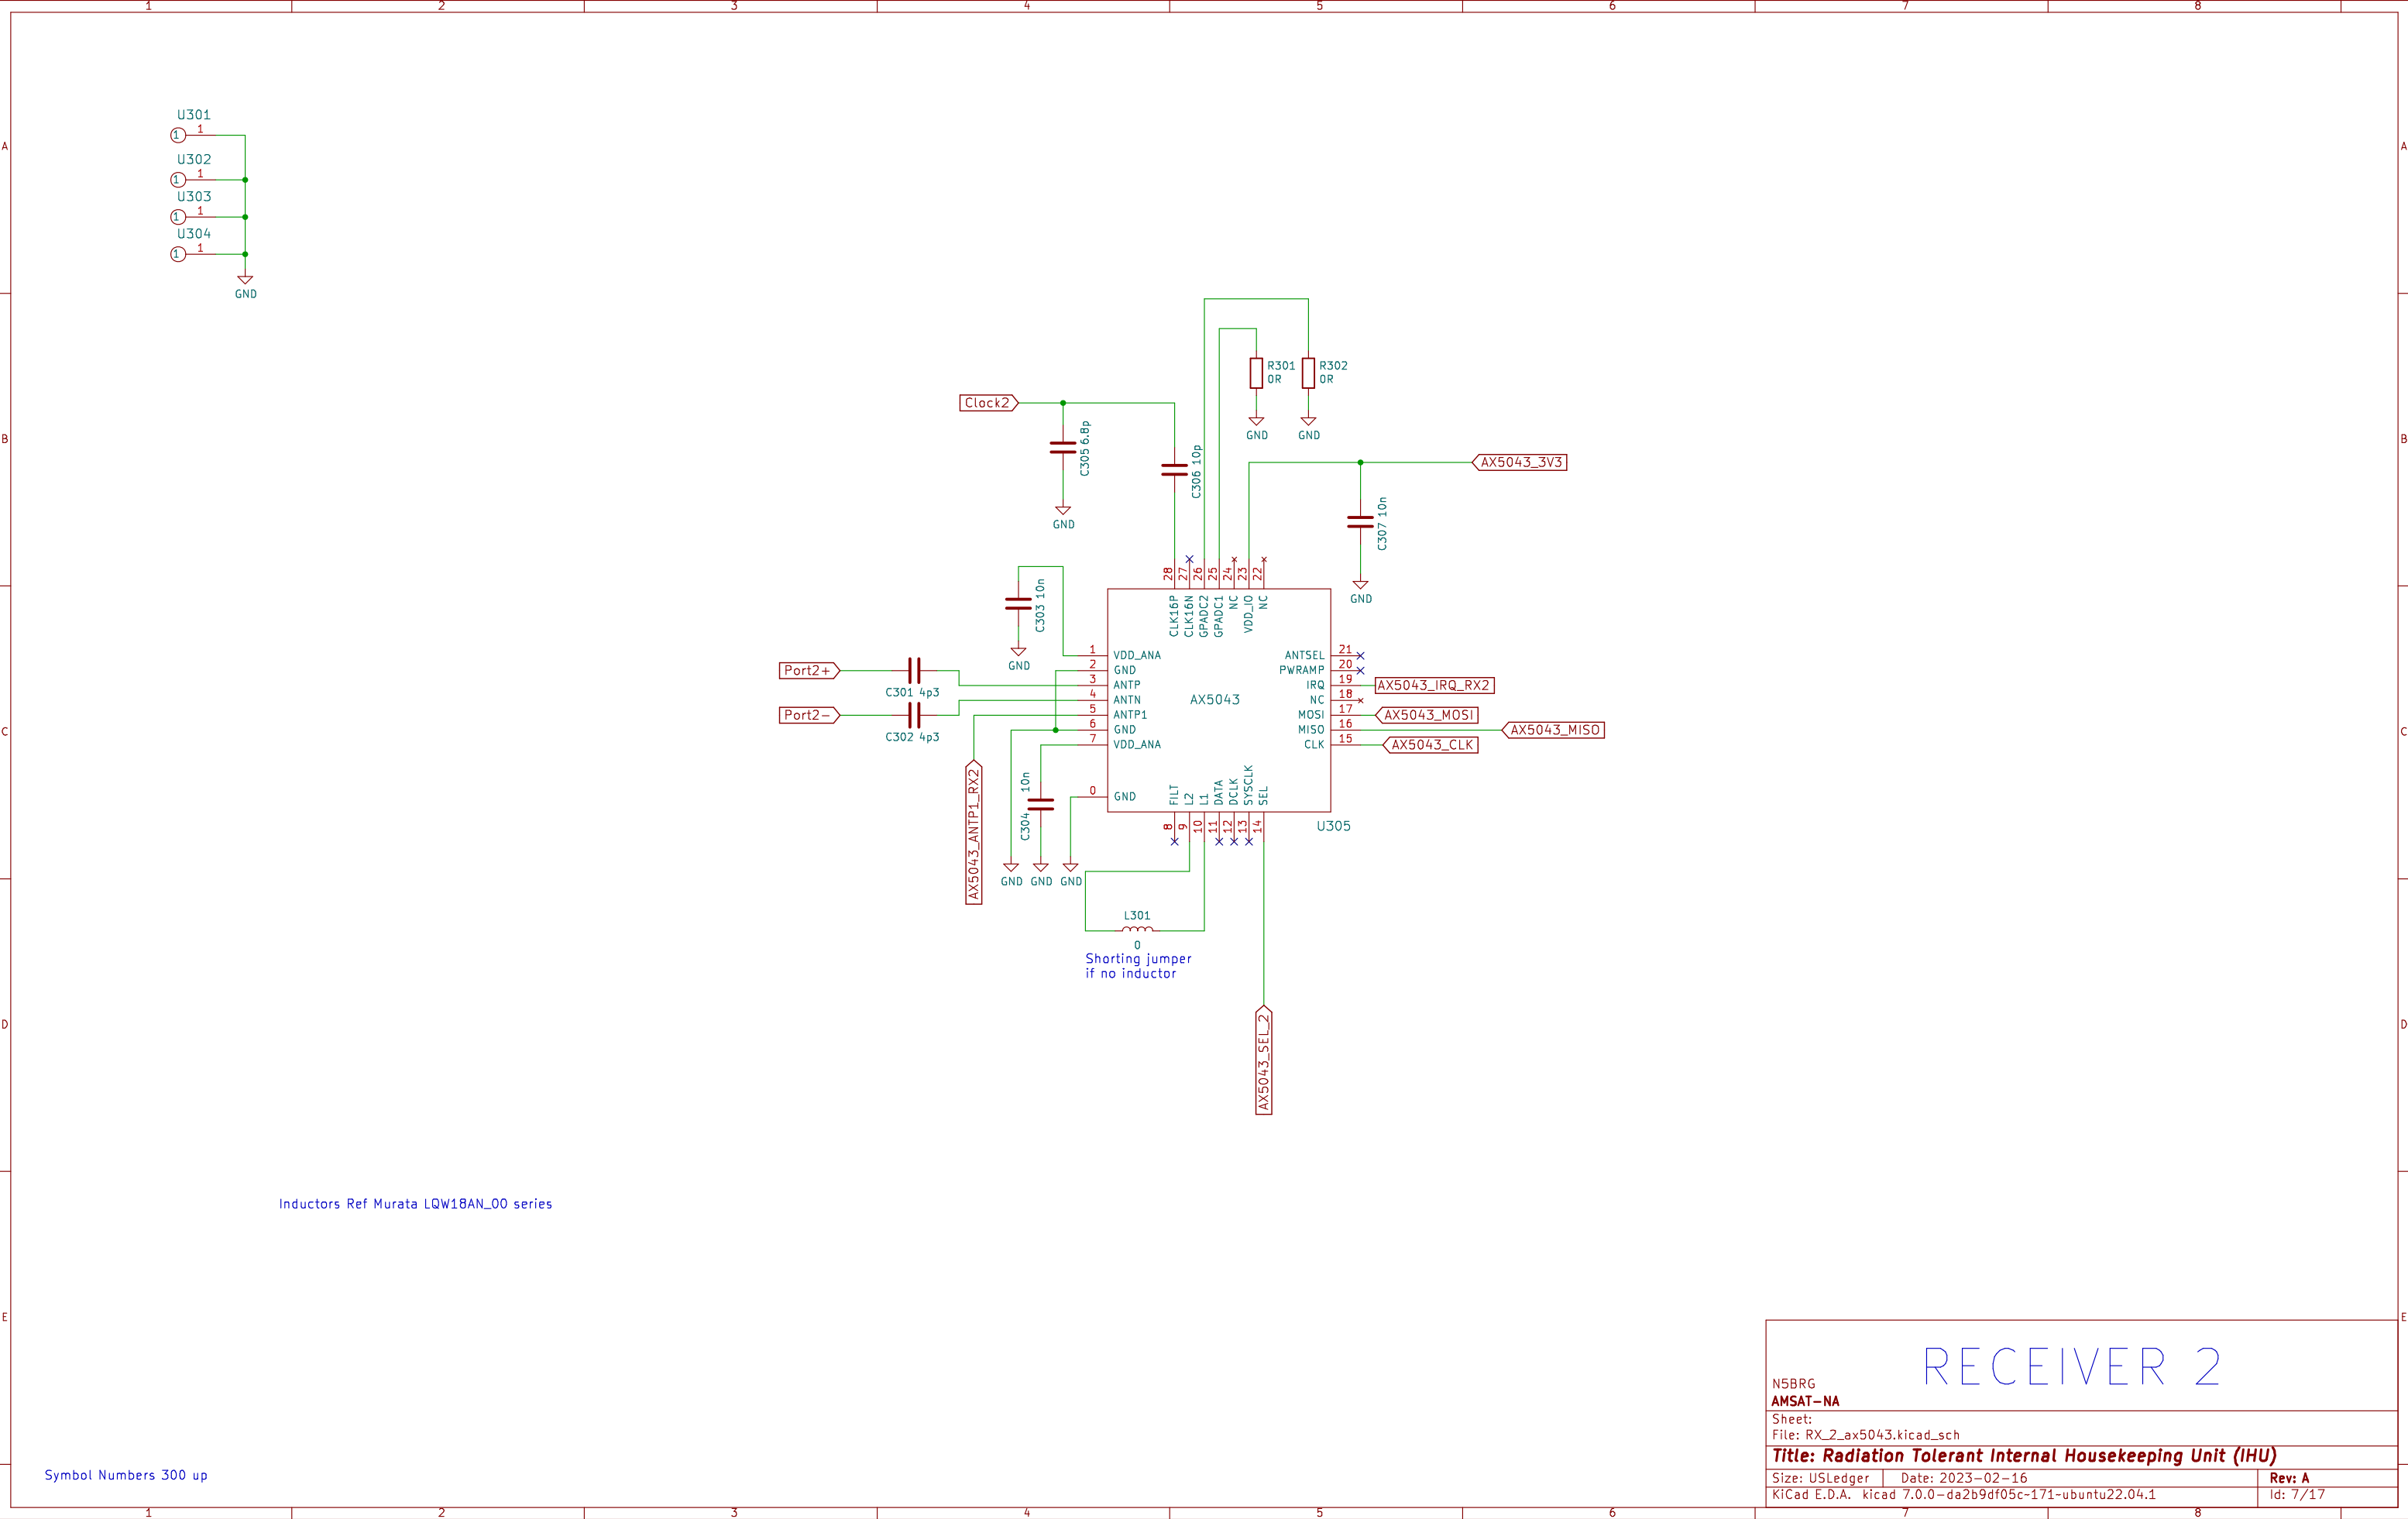 1 2 3 4 5 6 7 8
A A
B B
C C
D D
E E
U301
1 1
U302
1 1
U303
1 1
U304
1 1
GND
R301
0R
R302
0R
GND GND
Clock2
C305 6.8p
GND
C306 10p
AX5043_3V3
C307 10n
GND
C303 10n
GND
28 27 26 25 24 23 22
CLK16P CLK16N GPADC2 GPADC1 NC VDD_IO NC
Port2+
C301 4p3
Port2-
C302 4p3
1 VDD_ANA
2 GND
3 ANTP
4 ANTN
5 ANTP1
6 GND
7 VDD_ANA
0 GND
AX5043
ANTSEL 21
PWRAMP 20
IRQ 19 AX5043_IRQ_RX2
NC 18
MOSI 17 AX5043_MOSI
MISO 16 AX5043_MISO
CLK 15 AX5043_CLK
FILT L2 L1 DATA DCLK SYSCLK SEL
8 9 10 11 12 13 14
U305
AX5043_ANTP1_RX2
C304 10n
GND GND GND
L301
0
Shorting jumper
if no inductor
AX5043_SEL_2
Inductors Ref Murata LQW18AN_00 series
Symbol Numbers 300 up
RECEIVER 2
N5BRG
AMSAT-NA
Sheet:
File: RX_2_ax5043.kicad_sch
Title: Radiation Tolerant Internal Housekeeping Unit (IHU)
Size: USLedger Date: 2023-02-16 Rev: A
KiCad E.D.A. kicad 7.0.0-da2b9df05c~171~ubuntu22.04.1 Id: 7/17
1 2 3 4 5 6 7 8